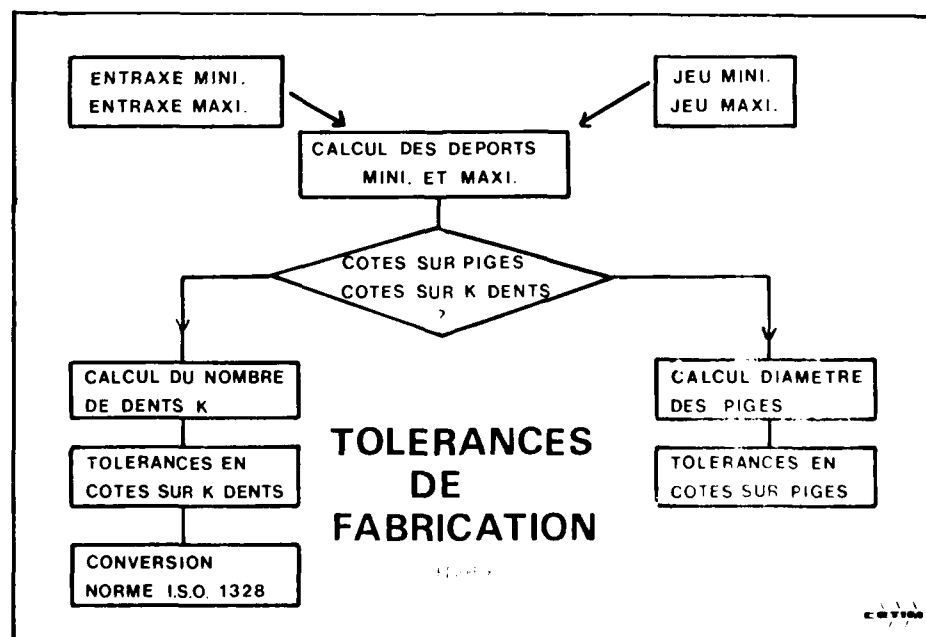 ENTRAXE MINI.
ENTRAXE MAXI.
JEU MINI.
JEU MAXI.
CALCUL DES DEPORTS
MINI. ET MAXI.
COTES SUR PIGES
COTES SUR K DENTS
?
CALCUL DU NOMBRE
DE DENTS K
TOLERANCES EN
COTES SUR K DENTS
CONVERSION
NORME I.S.O. 1328
CALCUL DIAMETRE
DES PIGES
TOLERANCES EN
COTES SUR PIGES
TOLERANCES
DE
FABRICATION
CETIM